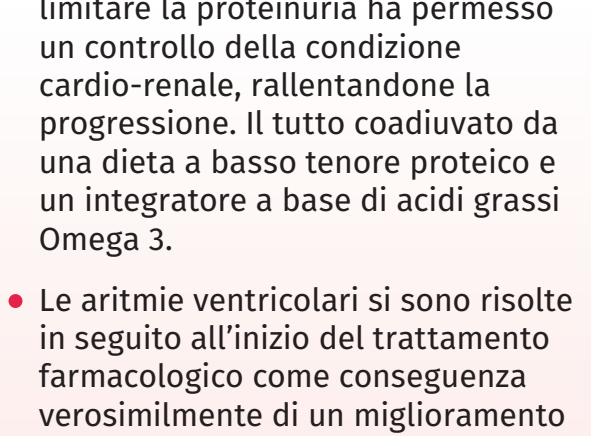 limitare la proteinuria ha permesso
un controllo della condizione
cardio-renale, rallentandone la
progressione. Il tutto coadiuvato da
una dieta a basso tenore proteico e
un integratore a base di acidi grassi
Omega 3.
• Le aritmie ventricolari si sono risolte
in seguito all’inizio del trattamento
farmacologico come conseguenza
verosimilmente di un miglioramento